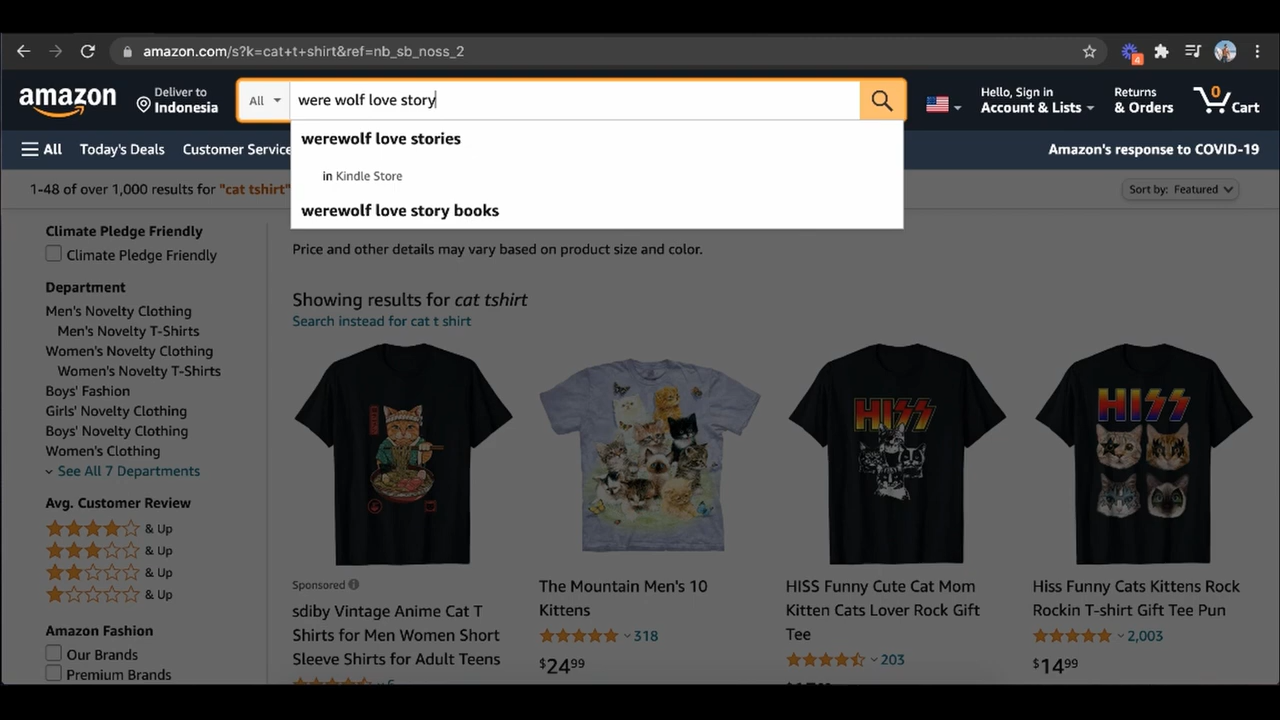 amazon.com/s?k=cat+t+shirt&ref=nb_sb_noss_2
4
amazon
Deliver to
Indonesia
All
were wolf love story
Hello, Sign in
Account & Lists
Returns
& Orders
0
Cart
All
Today's Deals
Customer Service
Amazon's response to COVID-19
werewolf love stories
in Kindle Store
werewolf love story books
1-48 of over 1,000 results for "cat tshirt"
Sort by: Featured
Climate Pledge Friendly
Climate Pledge Friendly
Department
Men's Novelty Clothing
Men's Novelty T-Shirts
Women's Novelty Clothing
Women's Novelty T-Shirts
Boys' Fashion
Girls' Novelty Clothing
Boys' Novelty Clothing
Women's Clothing
See All 7 Departments
Avg. Customer Review
& Up
& Up
& Up
& Up
Amazon Fashion
Our Brands
Premium Brands
Price and other details may vary based on product size and color.
Showing results for cat tshirt
Search instead for cat t shirt
Sponsored
sdiby Vintage Anime Cat T
Shirts for Men Women Short
Sleeve Shirts for Adult Teens
The Mountain Men's 10
Kittens
318
$2499
HISS
HISS Funny Cute Cat Mom
Kitten Cats Lover Rock Gift
Tee
203
HISS
Hiss Funny Cats Kittens Rock
Rockin T-shirt Gift Tee Pun
2,003
$1499